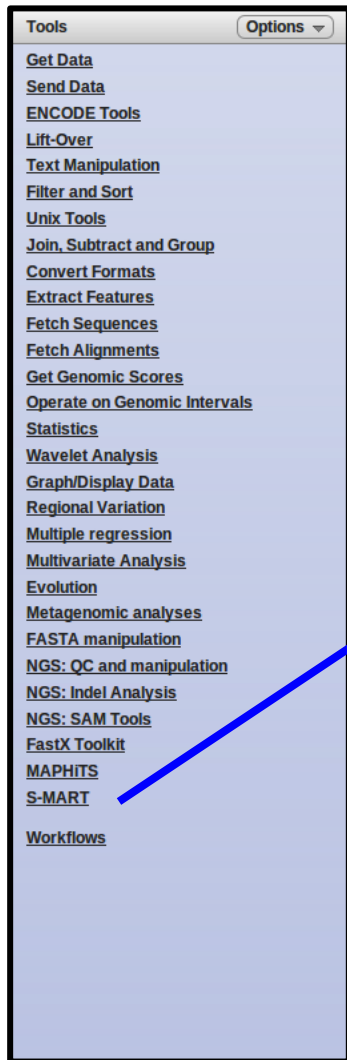 Tools Options
Get Data
Send Data
ENCODE Tools
Lift-Over
Text Manipulation
Filter and Sort
Unix Tools
Join, Subtract and Group
Convert Formats
Extract Features
Fetch Sequences
Fetch Alignments
Get Genomic Scores
Operate on Genomic Intervals
Statistics
Wavelet Analysis
Graph/Display Data
Regional Variation
Multiple regression
Multivariate Analysis
Evolution
Metagenomic analyses
FASTA manipulation
NGS: QC and manipulation
NGS: Indel Analysis
NGS: SAM Tools
FastX Toolkit
MAPHiTS
S-MART
Workflows